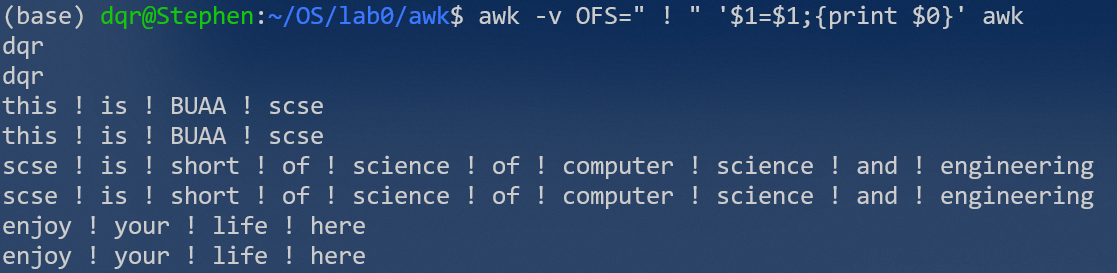 (base) dqr@Stephen:~/OS/lab0/awk$ awk -v OFS=" ! " '$1=$1;{print $0}' awk
dqr
dqr
this ! is ! BUAA ! scse
this ! is ! BUAA ! scse
scse ! is ! short ! of ! science ! of ! computer ! science ! and ! engineering
scse ! is ! short ! of ! science ! of ! computer ! science ! and ! engineering
enjoy ! your ! life ! here
enjoy ! your ! life ! here